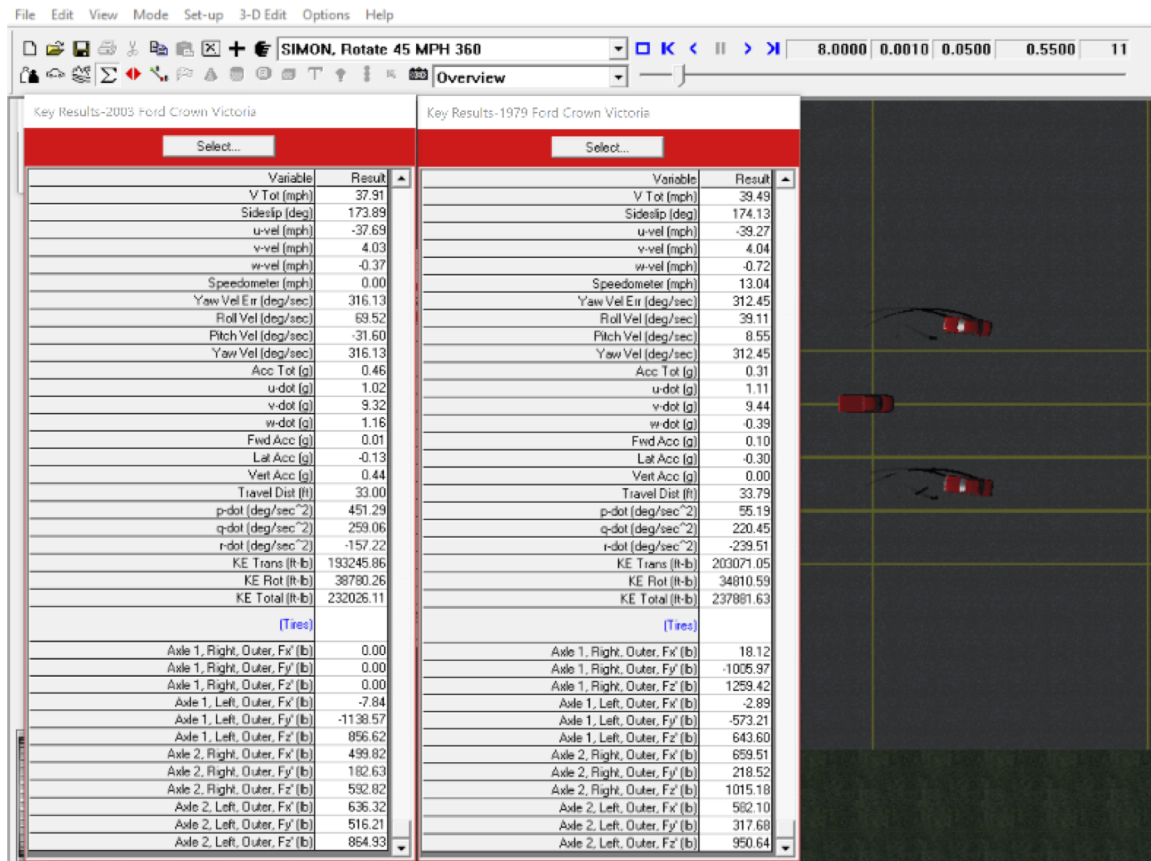 File Edit View Mode Set-up 3-D Edit Options Help
SIMON, Rotate 45 MPH 360 8.0000 0.0010 0.0500 0.5500 11
Overview
Key Results-2003 Ford Crown Victoria
Select...
Variable Result
V Tot (mph) 37.91
Sideslip (deg) 173.89
u-vel (mph) -37.69
v-vel (mph) 4.03
w-vel (mph) -0.37
Speedometer (mph) 0.00
Yaw Vel Err (deg/sec) 316.13
Roll Vel (deg/sec) 69.52
Pitch Vel (deg/sec) -31.60
Yaw Vel (deg/sec) 316.13
Acc Tot (g) 0.46
u-dot (g) 1.02
v-dot (g) 9.32
w-dot (g) 1.16
Fwd Acc (g) 0.01
Lat Acc (g) -0.13
Vert Acc (g) 0.44
Travel Dist (ft) 33.00
p-dot (deg/sec^2) 451.29
q-dot (deg/sec^2) 259.06
r-dot (deg/sec^2) -157.22
KE Trans (ft-lb) 193245.86
KE Rot (ft-lb) 38780.26
KE Total (ft-lb) 232026.11
(Tires)
Axle 1, Right, Outer, Fx' (lb) 0.00
Axle 1, Right, Outer, Fy' (lb) 0.00
Axle 1, Right, Outer, Fz' (lb) 0.00
Axle 1, Left, Outer, Fx' (lb) -7.84
Axle 1, Left, Outer, Fy' (lb) -1138.57
Axle 1, Left, Outer, Fz' (lb) 856.62
Axle 2, Right, Outer, Fx' (lb) 499.82
Axle 2, Right, Outer, Fy' (lb) 182.63
Axle 2, Right, Outer, Fz' (lb) 592.82
Axle 2, Left, Outer, Fx' (lb) 636.32
Axle 2, Left, Outer, Fy' (lb) 516.21
Axle 2, Left, Outer, Fz' (lb) 864.93
Key Results-1979 Ford Crown Victoria
Select...
Variable Result
V Tot (mph) 39.49
Sideslip (deg) 174.13
u-vel (mph) -39.27
v-vel (mph) 4.04
w-vel (mph) -0.72
Speedometer (mph) 13.04
Yaw Vel Err (deg/sec) 312.45
Roll Vel (deg/sec) 39.11
Pitch Vel (deg/sec) 8.55
Yaw Vel (deg/sec) 312.45
Acc Tot (g) 0.31
u-dot (g) 1.11
v-dot (g) 9.44
w-dot (g) -0.39
Fwd Acc (g) 0.10
Lat Acc (g) -0.30
Vert Acc (g) 0.00
Travel Dist (ft) 33.79
p-dot (deg/sec^2) 55.19
q-dot (deg/sec^2) 220.45
r-dot (deg/sec^2) -239.51
KE Trans (ft-lb) 203071.05
KE Rot (ft-lb) 34810.59
KE Total (ft-lb) 237881.63
(Tires)
Axle 1, Right, Outer, Fx' (lb) 18.12
Axle 1, Right, Outer, Fy' (lb) -1005.97
Axle 1, Right, Outer, Fz' (lb) 1259.42
Axle 1, Left, Outer, Fx' (lb) -2.89
Axle 1, Left, Outer, Fy' (lb) -573.21
Axle 1, Left, Outer, Fz' (lb) 643.60
Axle 2, Right, Outer, Fx' (lb) 659.51
Axle 2, Right, Outer, Fy' (lb) 218.52
Axle 2, Right, Outer, Fz' (lb) 1015.18
Axle 2, Left, Outer, Fx' (lb) 582.10
Axle 2, Left, Outer, Fy' (lb) 317.68
Axle 2, Left, Outer, Fz' (lb) 950.64